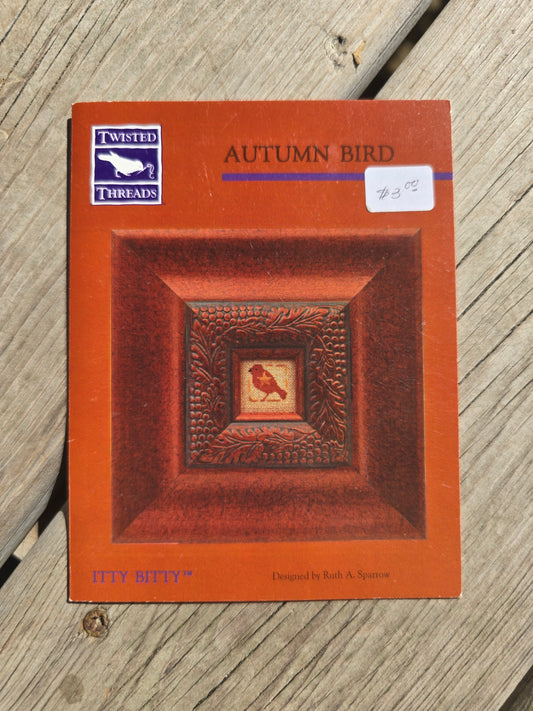 TWISTED
THREADS
AUTUMN BIRD
$3.00
ITTY BITTY™
Designed by Ruth A. Sparrow